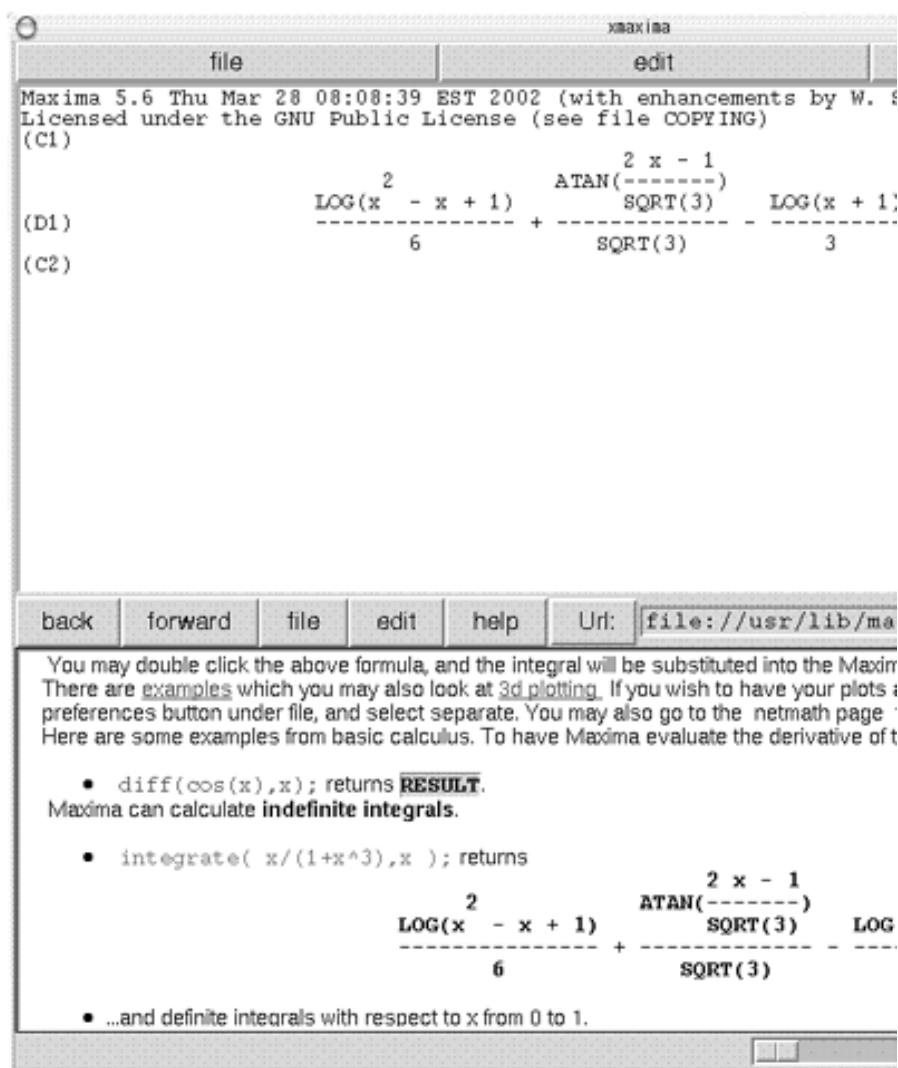 xmaxima
file edit
Maxima 5.6 Thu Mar 28 08:08:39 EST 2002 (with enhancements by W. S
Licensed under the GNU Public License (see file COPYING)
(C1)
2 x - 1
2 ATAN(-------)
LOG(x - x + 1) SQRT(3) LOG(x + 1)
(D1) --------------- + ------------- - ----------
6 SQRT(3) 3
(C2)
back forward file edit help Url: file://usr/lib/ma
You may double click the above formula, and the integral will be substituted into the Maxim
There are examples which you may also look at 3d plotting. If you wish to have your plots a
preferences button under file, and select separate. You may also go to the netmath page
Here are some examples from basic calculus. To have Maxima evaluate the derivative of t
• diff(cos(x),x); returns RESULT.
Maxima can calculate indefinite integrals.
• integrate( x/(1+x^3),x ); returns
2 x - 1
2 ATAN(-------)
LOG(x - x + 1) SQRT(3) LOG
--------------- + ------------- - ----
6 SQRT(3)
• ...and definite integrals with respect to x from 0 to 1.